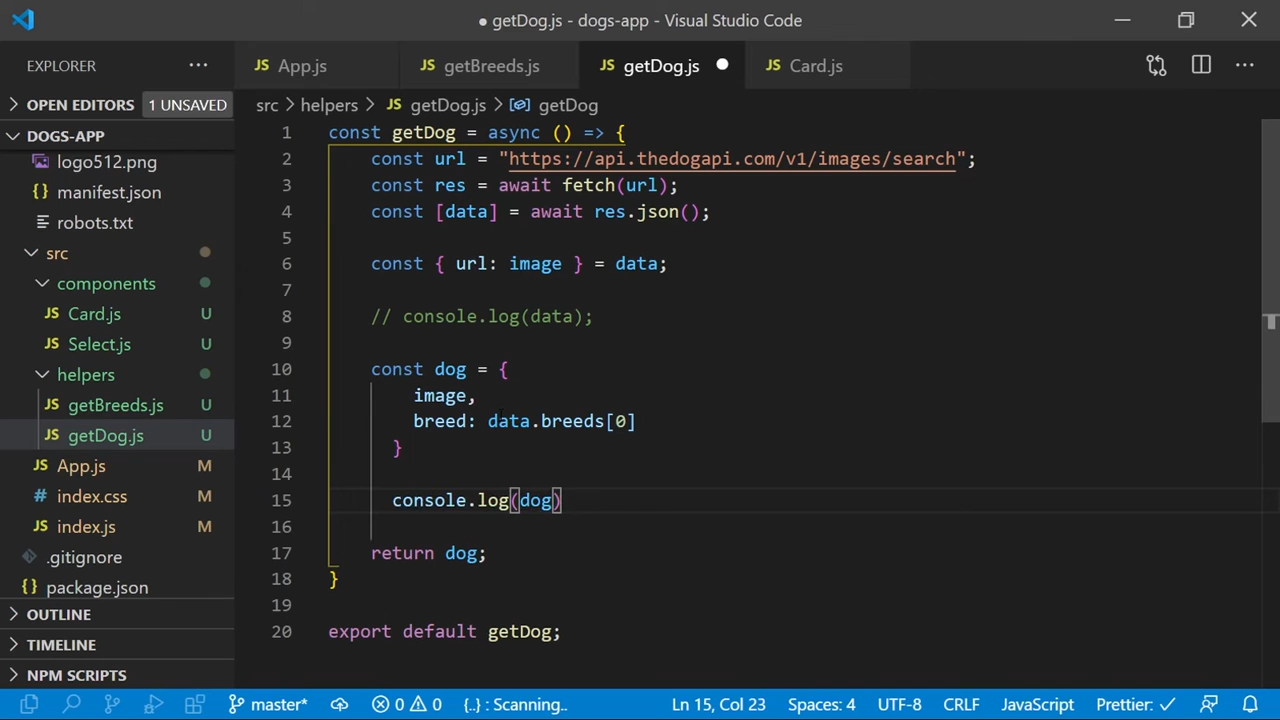 ● getDog.js - dogs-app - Visual Studio Code
EXPLORER
App.js
getBreeds.js
getDog.js
Card.js
OPEN EDITORS 1 UNSAVED
src > helpers > getDog.js > getDog
DOGS-APP
logo512.png
manifest.json
robots.txt
src
components
Card.js U
Select.js U
helpers
getBreeds.js U
getDog.js U
App.js M
index.css M
index.js M
.gitignore
package.json
OUTLINE
TIMELINE
NPM SCRIPTS
1 const getDog = async () => {
2 const url = "https://api.thedogapi.com/v1/images/search";
3 const res = await fetch(url);
4 const [data] = await res.json();
5
6 const { url: image } = data;
7
8 // console.log(data);
9
10 const dog = {
11 image,
12 breed: data.breeds[0]
13 }
14
15 console.log(dog)
16
17 return dog;
18 }
19
20 export default getDog;
master* 0 0 {..} : Scanning.. Ln 15, Col 23 Spaces: 4 UTF-8 CRLF JavaScript Prettier: ✓